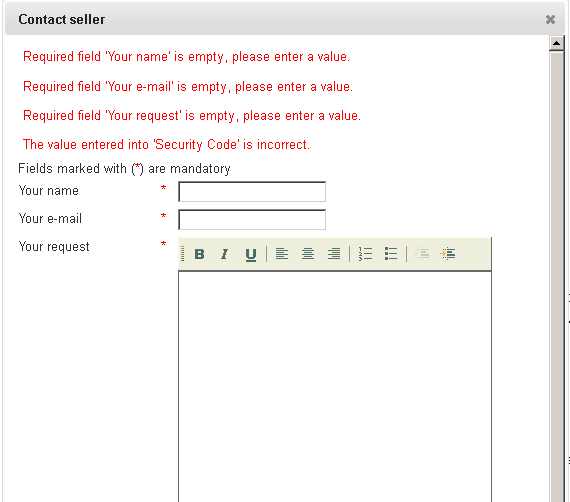 Contact seller
Required field 'Your name' is empty, please enter a value.
Required field 'Your e-mail' is empty, please enter a value.
Required field 'Your request' is empty, please enter a value.
The value entered into 'Security Code' is incorrect.
Fields marked with (*) are mandatory
Your name *
Your e-mail *
Your request * B I U